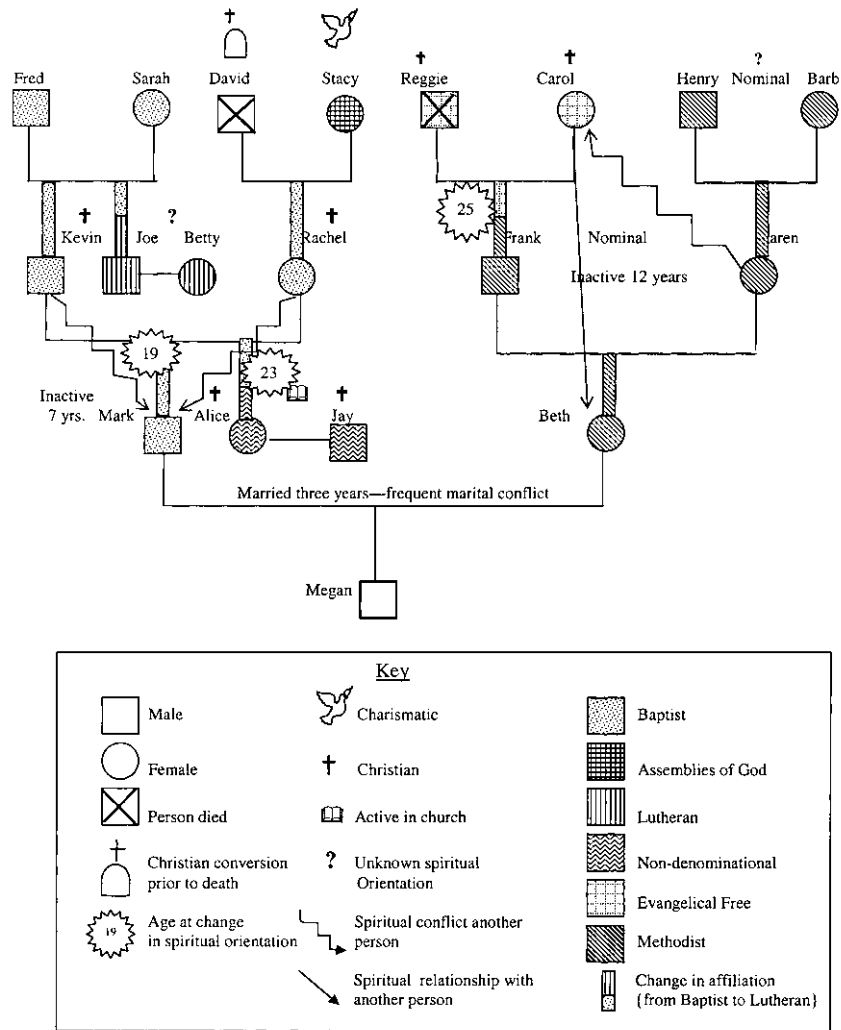 Fred Sarah David Stacy Reggie Carol Henry Nominal Barb
?
25
Kevin Joe ? Betty Rachel Frank Nominal aren
Inactive 12 years
19
23
Inactive
7 yrs. Mark Alice Jay Beth
Married three years—frequent marital conflict
Megan
Key
Male
Charismatic
Baptist
Female
Christian
Assemblies of God
Person died
Active in church
Lutheran
Christian conversion
prior to death
? Unknown spiritual
Orientation
Non-denominational
Evangelical Free
19 Age at change
in spiritual orientation
Spiritual conflict another
person
Methodist
Spiritual relationship with
another person
Change in affiliation
{from Baptist to Lutheran}